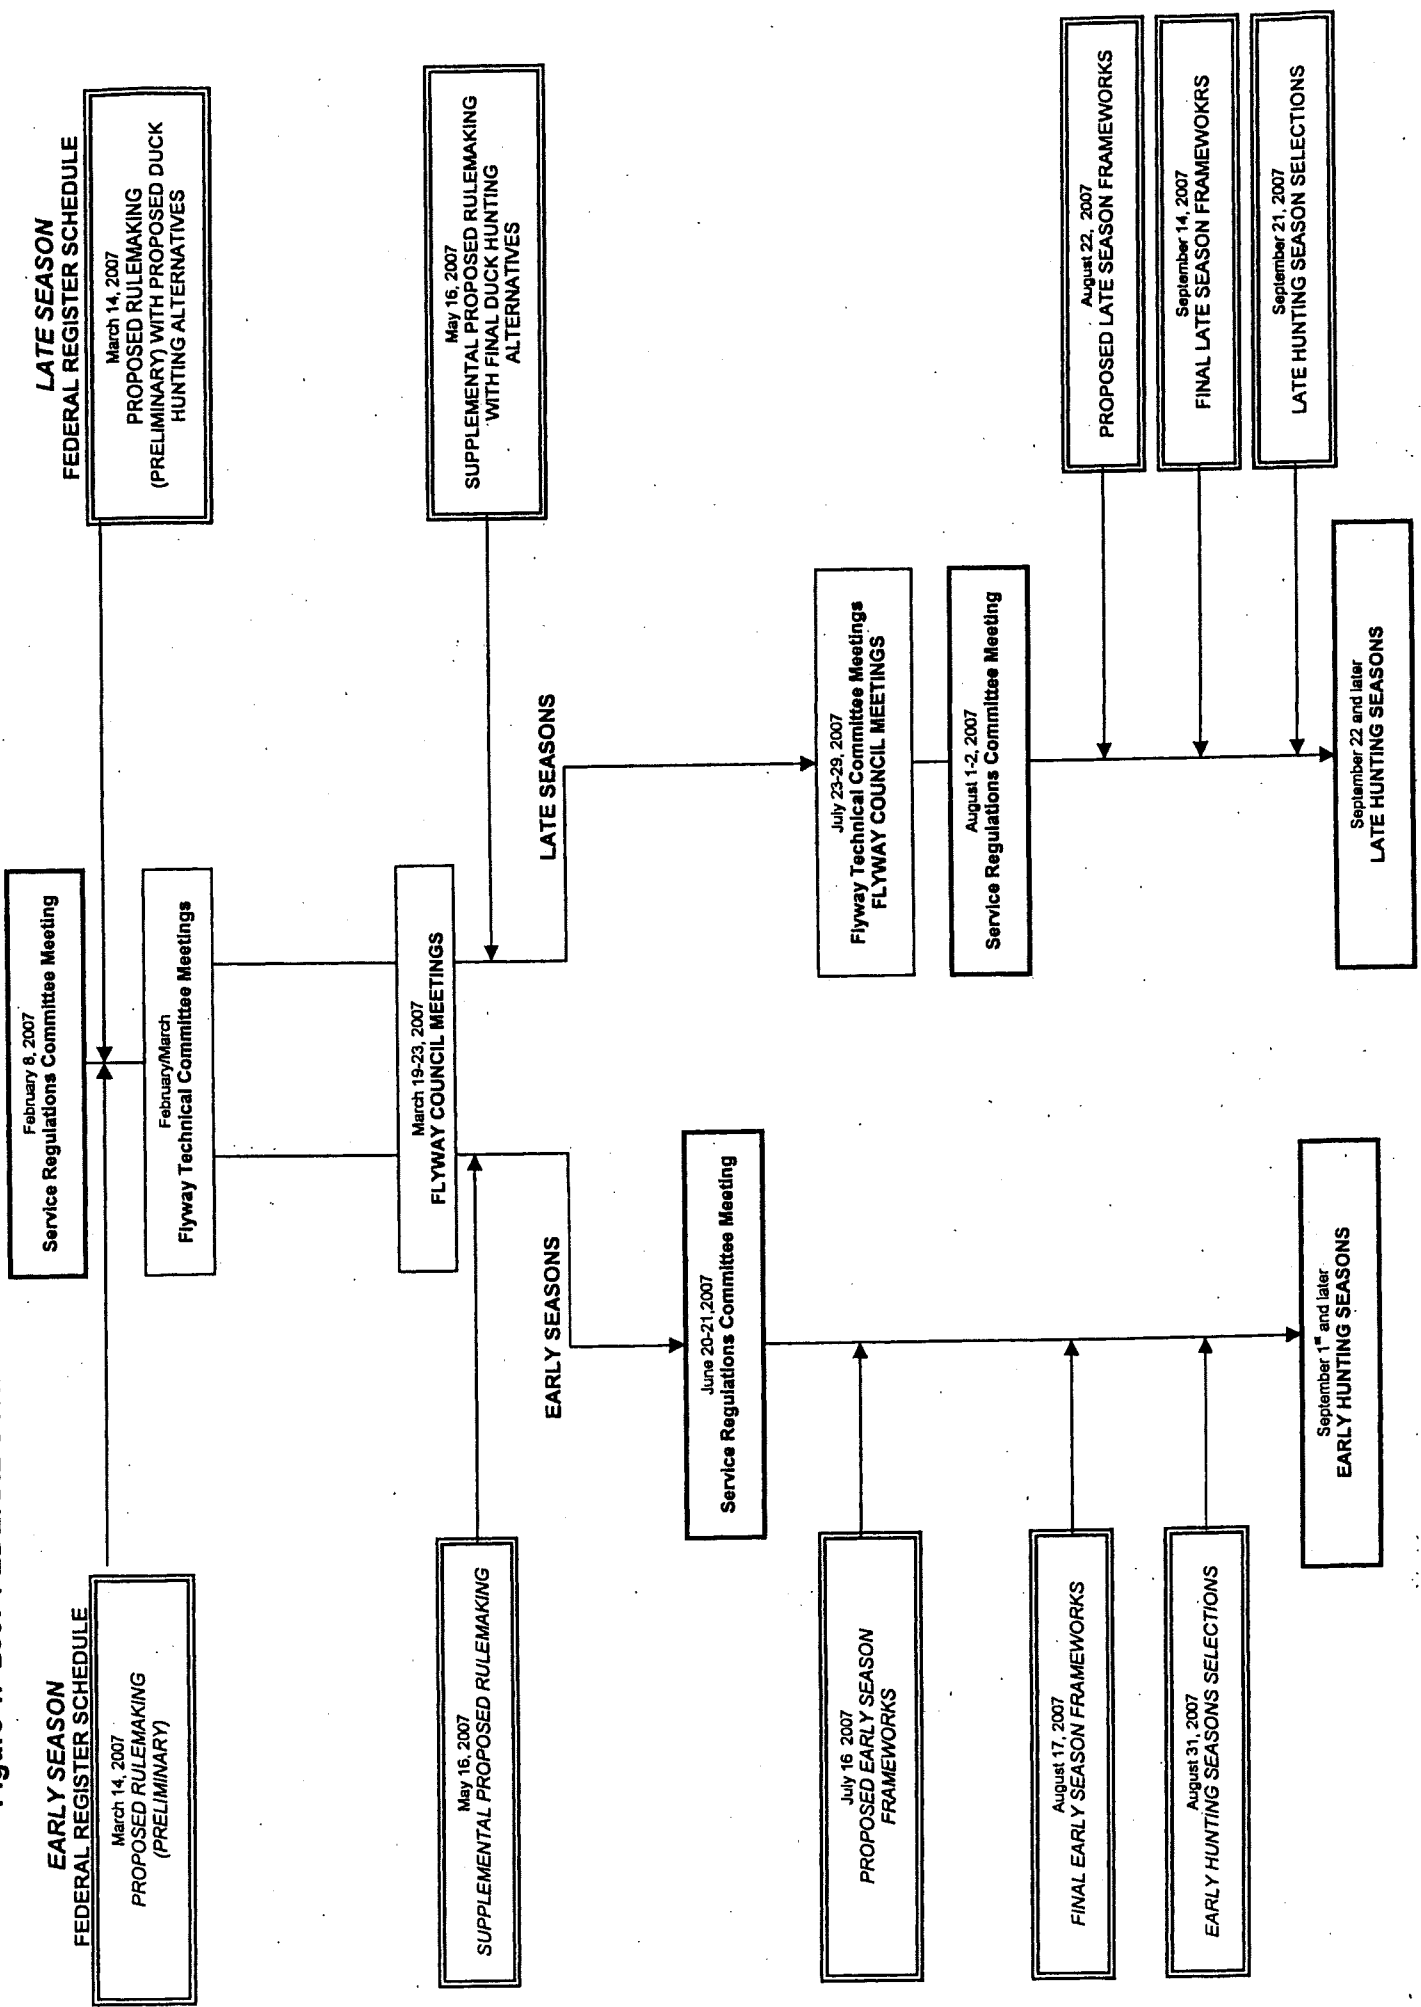 EARLY SEASON
FEDERAL REGISTER SCHEDULE
LATE SEASON
FEDERAL REGISTER SCHEDULE
February 8, 2007
Service Regulations Committee Meeting
March 14, 2007
PROPOSED RULEMAKING
(PRELIMINARY)
March 14, 2007
PROPOSED RULEMAKING
(PRELIMINARY) WITH PROPOSED DUCK
HUNTING ALTERNATIVES
February/March
Flyway Technical Committee Meetings
March 19-23, 2007
FLYWAY COUNCIL MEETINGS
May 16, 2007
SUPPLEMENTAL PROPOSED RULEMAKING
May 16, 2007
SUPPLEMENTAL PROPOSED RULEMAKING
WITH FINAL DUCK HUNTING
ALTERNATIVES
EARLY SEASONS
LATE SEASONS
June 20-21,2007
Service Regulations Committee Meeting
July 16 2007
PROPOSED EARLY SEASON
FRAMEWORKS
July 23-29, 2007
Flyway Technical Committee Meetings
FLYWAY COUNCIL MEETINGS
August 1-2, 2007
Service Regulations Committee Meeting
August 17, 2007
FINAL EARLY SEASON FRAMEWORKS
August 22, 2007
PROPOSED LATE SEASON FRAMEWORKS
August 31, 2007
EARLY HUNTING SEASONS SELECTIONS
September 14, 2007
FINAL LATE SEASON FRAMEWOKRS
September 21, 2007
LATE HUNTING SEASON SELECTIONS
September 1st and later
EARLY HUNTING SEASONS
September 22 and later
LATE HUNTING SEASONS